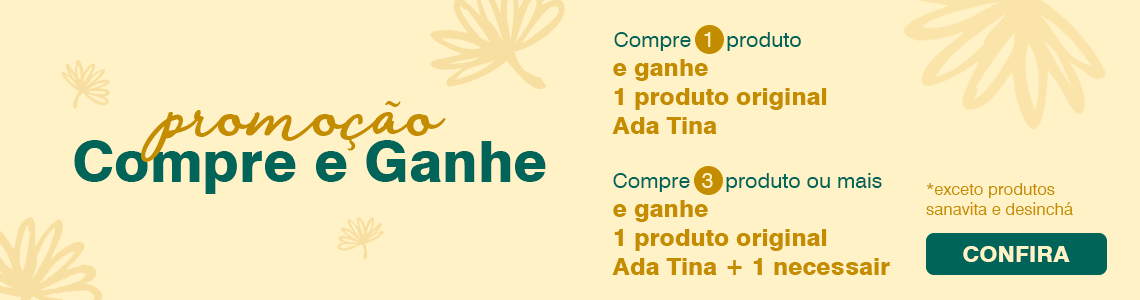 promoção
Compre e Ganhe
Compre 1 produto
e ganhe
1 produto original
Ada Tina
Compre 3 produto ou mais
e ganhe
1 produto original
Ada Tina + 1 necessair
*exceto produtos
sanavita e desinchá
CONFIRA